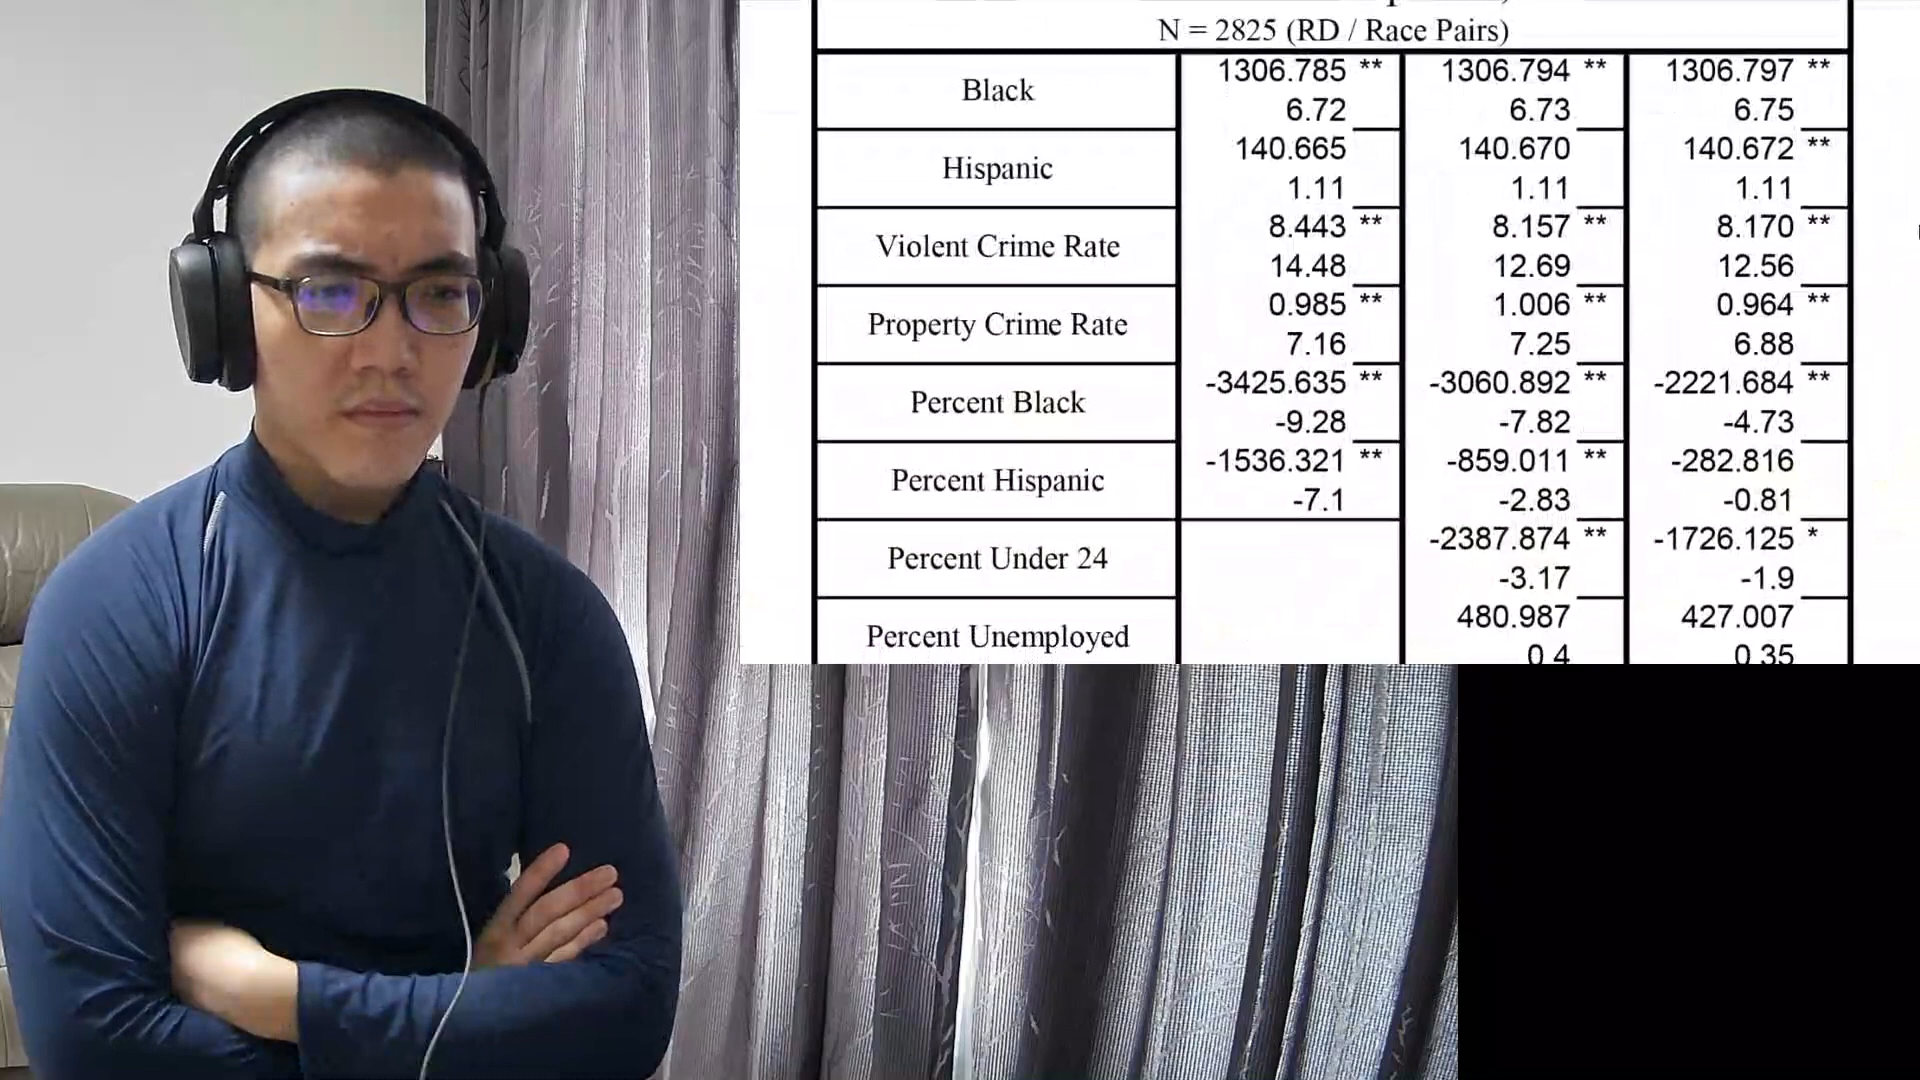 N = 2825 (RD / Race Pairs)
Black 1306.785 ** 1306.794 ** 1306.797 **
6.72 6.73 6.75
Hispanic 140.665 140.670 140.672 **
1.11 1.11 1.11
Violent Crime Rate 8.443 ** 8.157 ** 8.170 **
14.48 12.69 12.56
Property Crime Rate 0.985 ** 1.006 ** 0.964 **
7.16 7.25 6.88
Percent Black -3425.635 ** -3060.892 ** -2221.684 **
-9.28 -7.82 -4.73
Percent Hispanic -1536.321 ** -859.011 ** -282.816
-7.1 -2.83 -0.81
Percent Under 24 -2387.874 ** -1726.125 *
-3.17 -1.9
Percent Unemployed 480.987 427.007
0.4 0.35